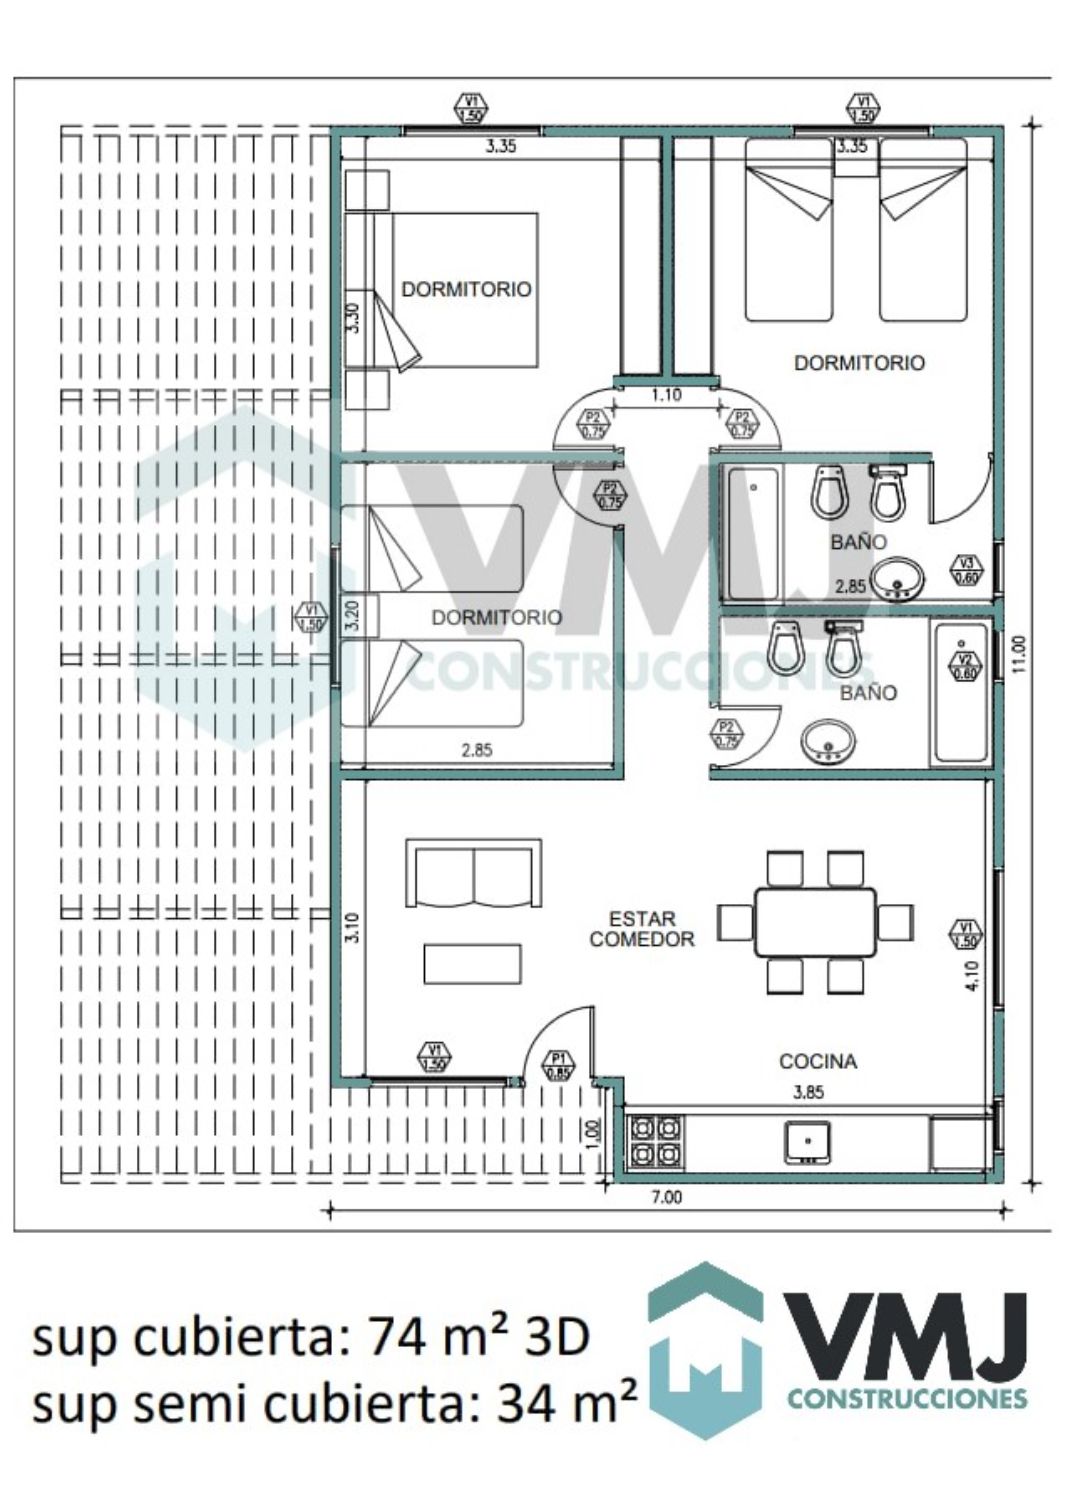 V1
1.50
V1
1.50
3.35
3.35
DORMITORIO
3.30
DORMITORIO
1.10
P2
0.75
P2
0.75
P2
0.75
VMJ
CONSTRUCCIONES
BAÑO
2.85
V3
0.60
V1
1.50
3.20
DORMITORIO
11.00
V2
0.60
BAÑO
P2
0.75
2.85
3.10
ESTAR
COMEDOR
V1
1.50
4.10
V1
1.50
P1
0.85
COCINA
3.85
1.00
7.00
sup cubierta: 74 m² 3D
sup semi cubierta: 34 m²
VMJ
CONSTRUCCIONES